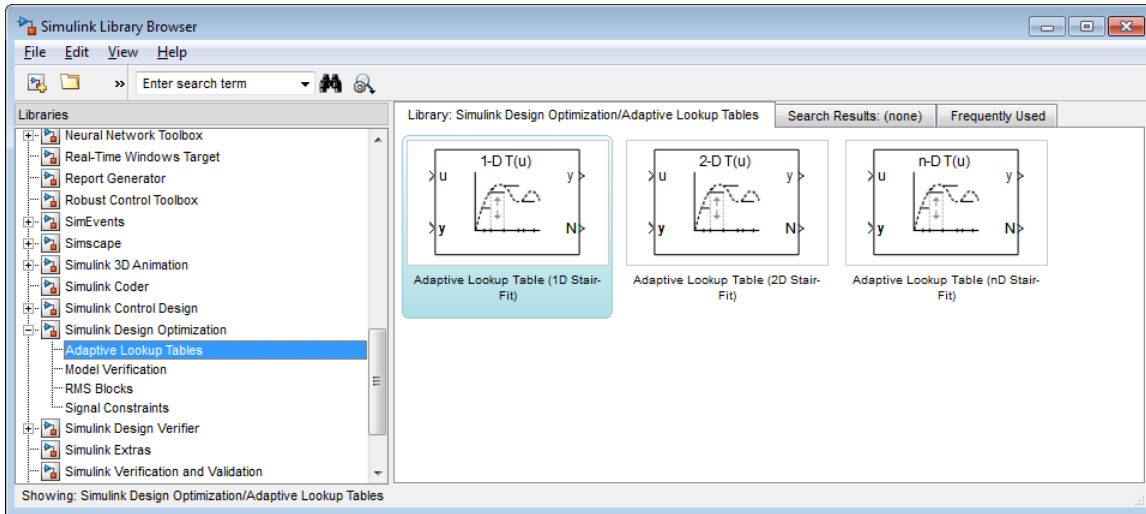 Simulink Library Browser
File Edit View Help
» Enter search term
Libraries
Neural Network Toolbox
Real-Time Windows Target
Report Generator
Robust Control Toolbox
SimEvents
Simscape
Simulink 3D Animation
Simulink Coder
Simulink Control Design
Simulink Design Optimization
Adaptive Lookup Tables
Model Verification
RMS Blocks
Signal Constraints
Simulink Design Verifier
Simulink Extras
Simulink Verification and Validation
Library: Simulink Design Optimization/Adaptive Lookup Tables Search Results: (none) Frequently Used
1-D T(u)
u y
y N
Adaptive Lookup Table (1D Stair-
Fit)
2-D T(u)
u y
y N
Adaptive Lookup Table (2D Stair-
Fit)
n-D T(u)
u y
y N
Adaptive Lookup Table (nD Stair-
Fit)
Showing: Simulink Design Optimization/Adaptive Lookup Tables